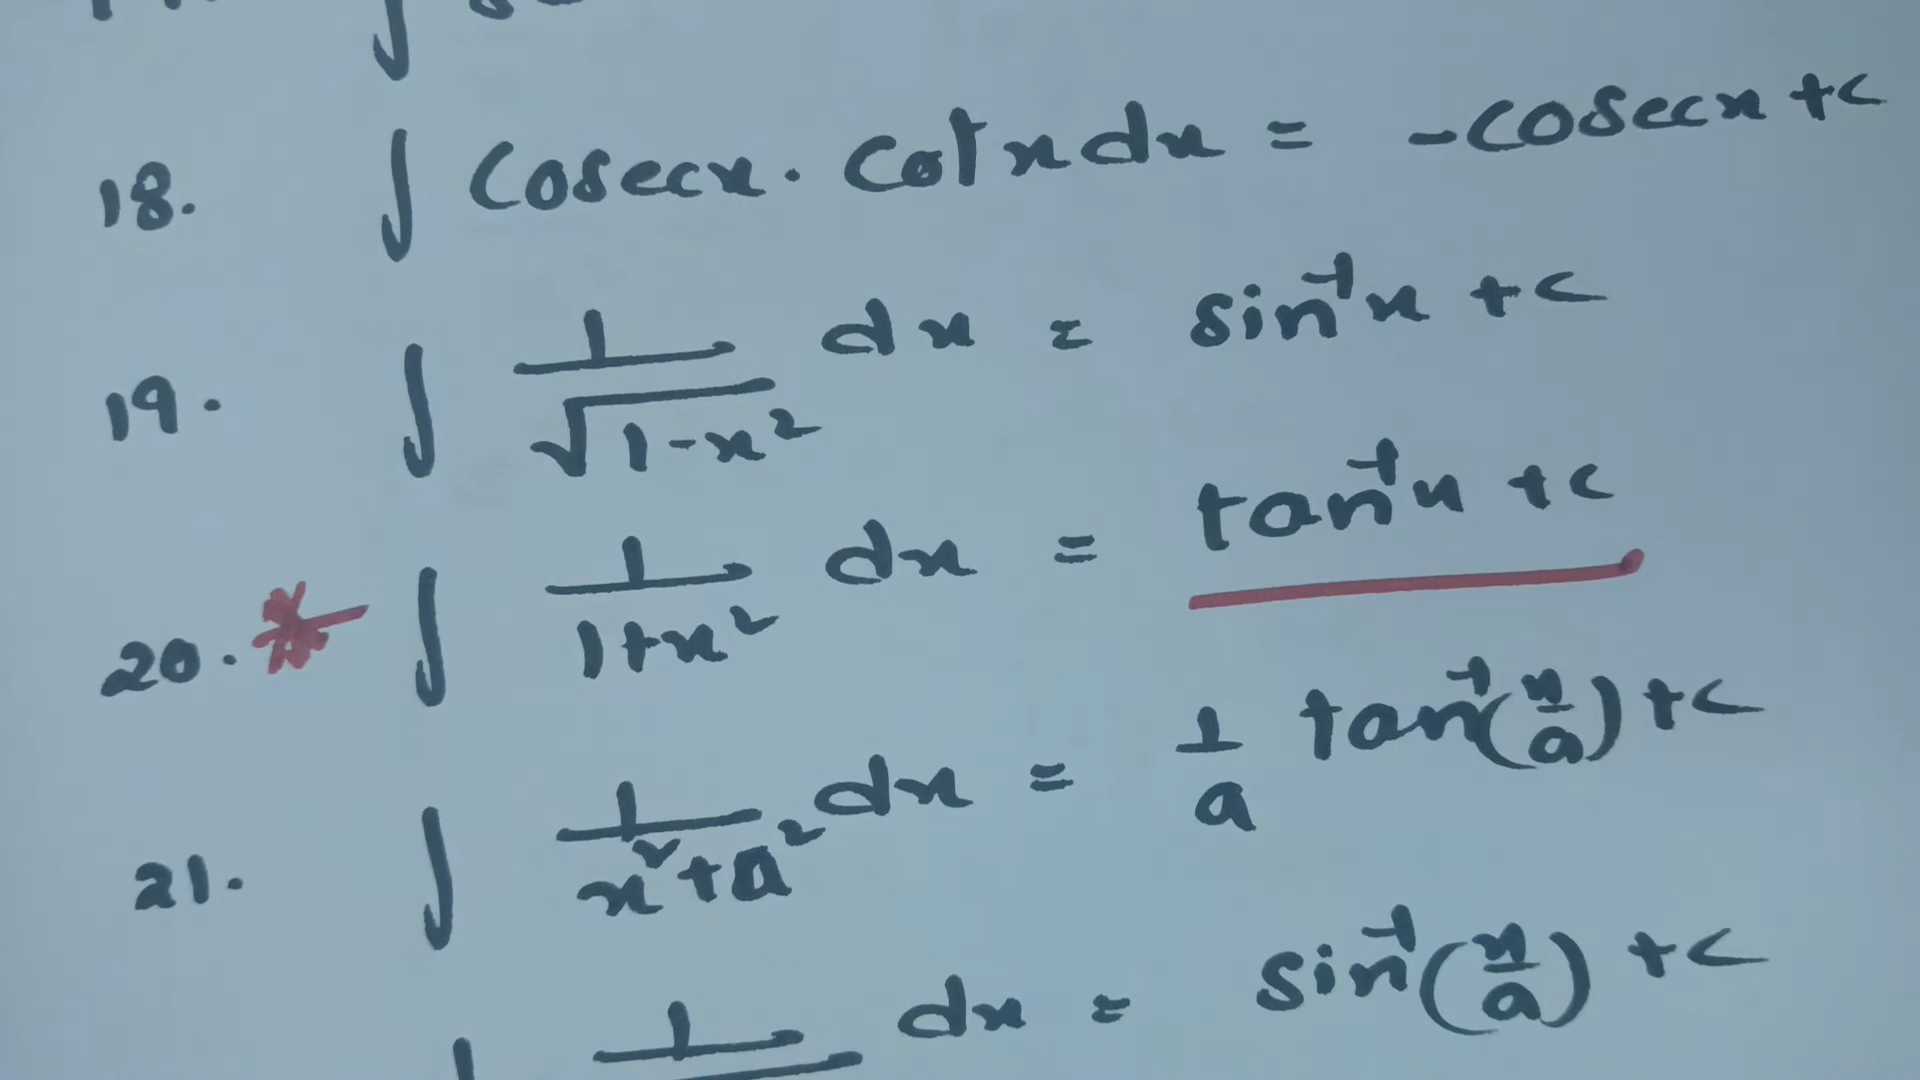 18. ∫ cosecx. cotx dx = -cosecx +c
19. ∫ 1/√(1-x²) dx = sin⁻¹x +c
20. * ∫ 1/(1+x²) dx = tan⁻¹x +c
21. ∫ 1/(x²+a²) dx = 1/a tan⁻¹(x/a) +c
∫ 1/√ dx = sin⁻¹(x/a) +c